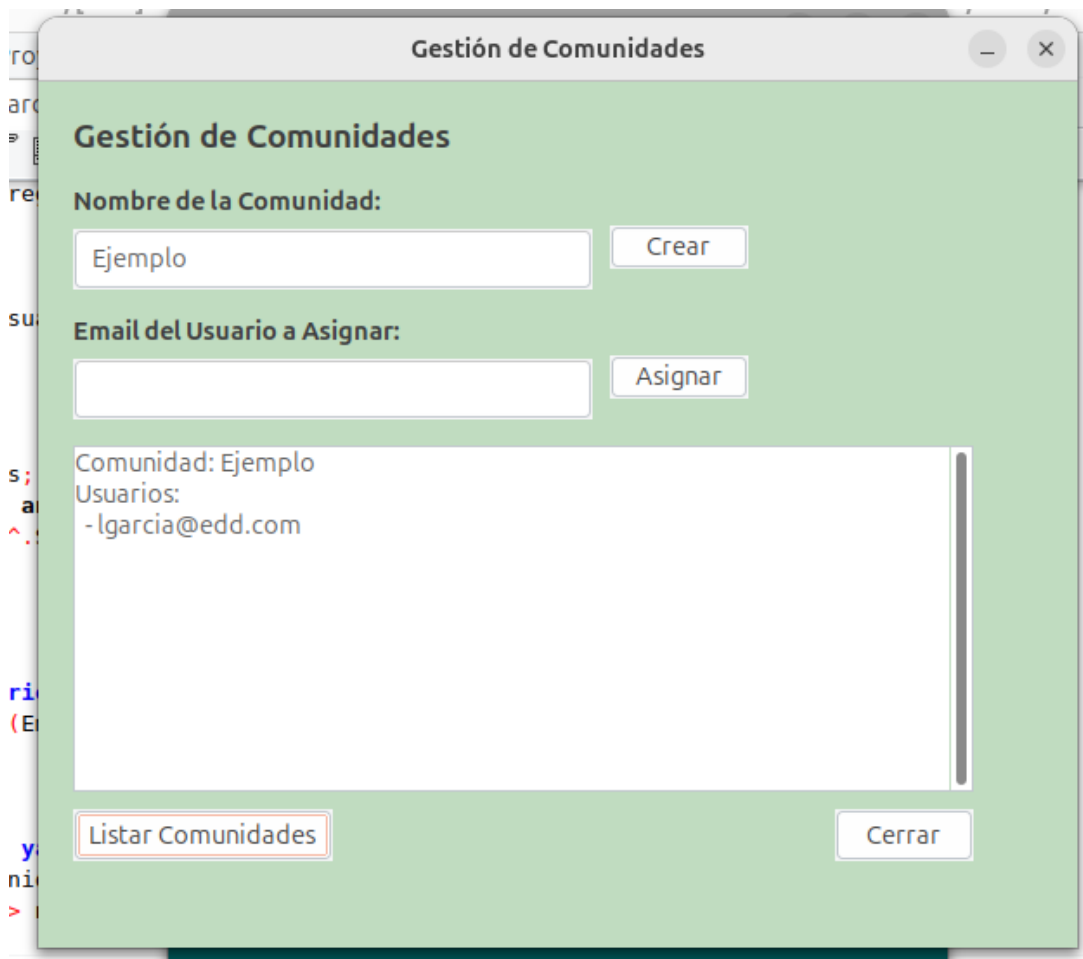 Gestión de Comunidades
Gestión de Comunidades
Nombre de la Comunidad:
Ejemplo
Crear
Email del Usuario a Asignar:
Asignar
Comunidad: Ejemplo
Usuarios:
- lgarcia@edd.com
Listar Comunidades
Cerrar